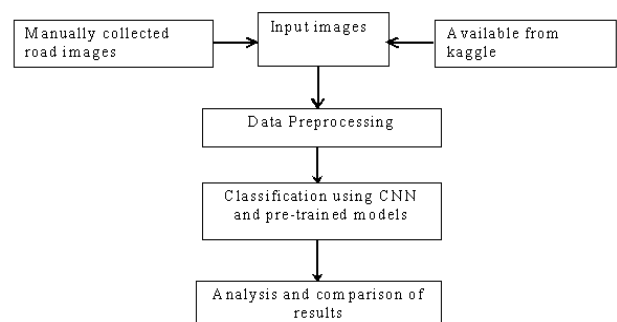 Manually collected
road images
Input images
Available from
kaggle
Data Preprocessing
Classification using CNN
and pre-trained models
Analysis and comparison of
results